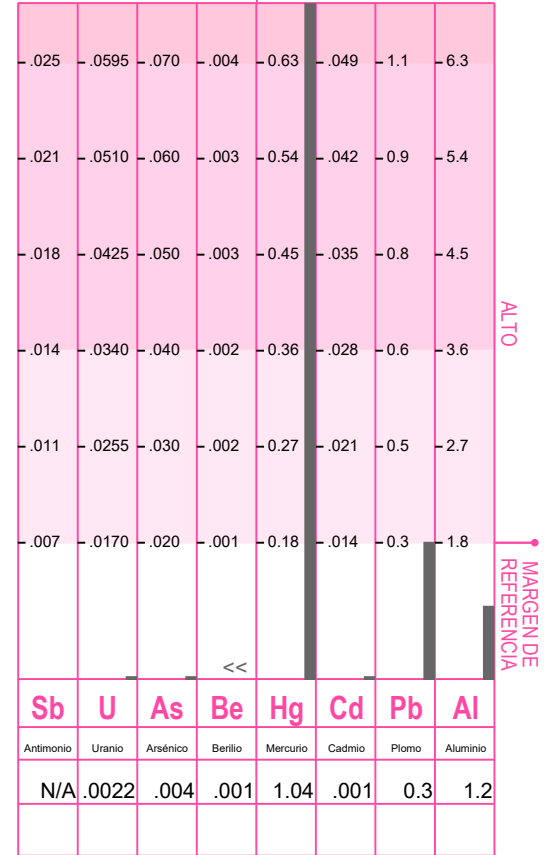 .025 .0595 .070 .004 0.63 .049 1.1 6.3
.021 .0510 .060 .003 0.54 .042 0.9 5.4
.018 .0425 .050 .003 0.45 .035 0.8 4.5
.014 .0340 .040 .002 0.36 .028 0.6 3.6
.011 .0255 .030 .002 0.27 .021 0.5 2.7
.007 .0170 .020 .001 0.18 .014 0.3 1.8
ALTO
MARGEN DE
REFERENCIA
<<
Sb U As Be Hg Cd Pb Al
Antimonio Uranio Arsénico Berilio Mercurio Cadmio Plomo Aluminio
N/A .0022 .004 .001 1.04 .001 0.3 1.2